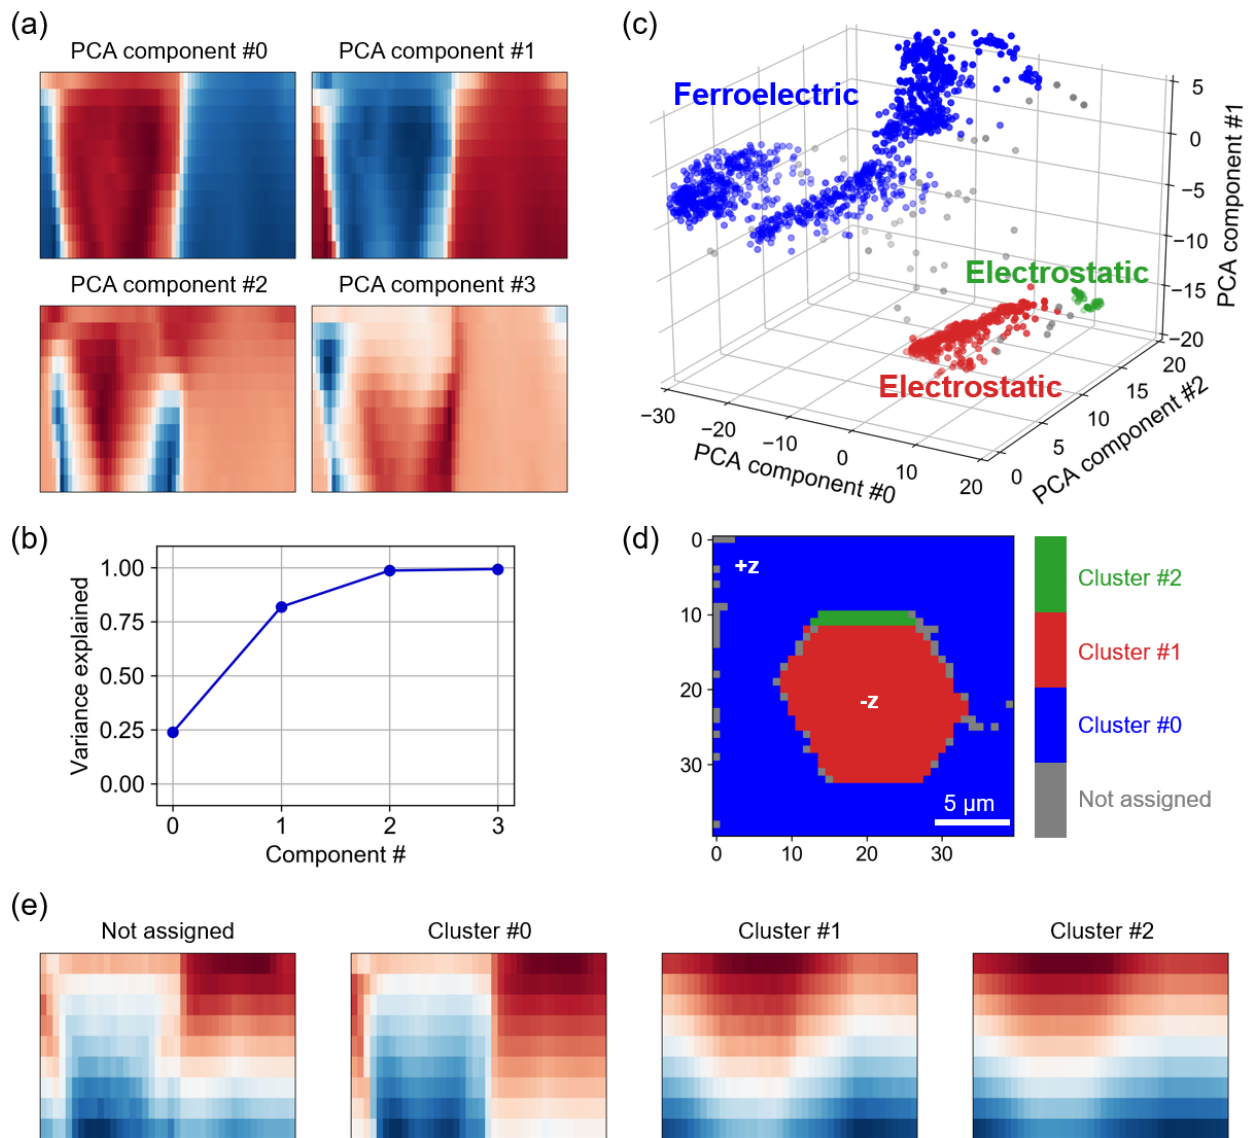 (a)
PCA component #0
PCA component #1
PCA component #2
PCA component #3
(b)
Variance explained
1.00
0.75
0.50
0.25
0.00
0 1 2 3
Component #
(c)
Ferroelectric
Electrostatic
Electrostatic
5
0
−5
−10
−15
−20
PCA component #1
20
15
10
5
0
PCA component #2
−30
−20
−10
0
10
20
PCA component #0
(d)
0
10
20
30
+z
-z
5 μm
0 10 20 30
Cluster #2
Cluster #1
Cluster #0
Not assigned
(e)
Not assigned
Cluster #0
Cluster #1
Cluster #2